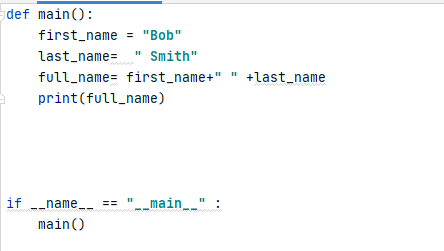 def main():
    first_name = "Bob"
    last_name=  " Smith"
    full_name= first_name+" " +last_name
    print(full_name)
if __name__ == "__main__" :
    main()